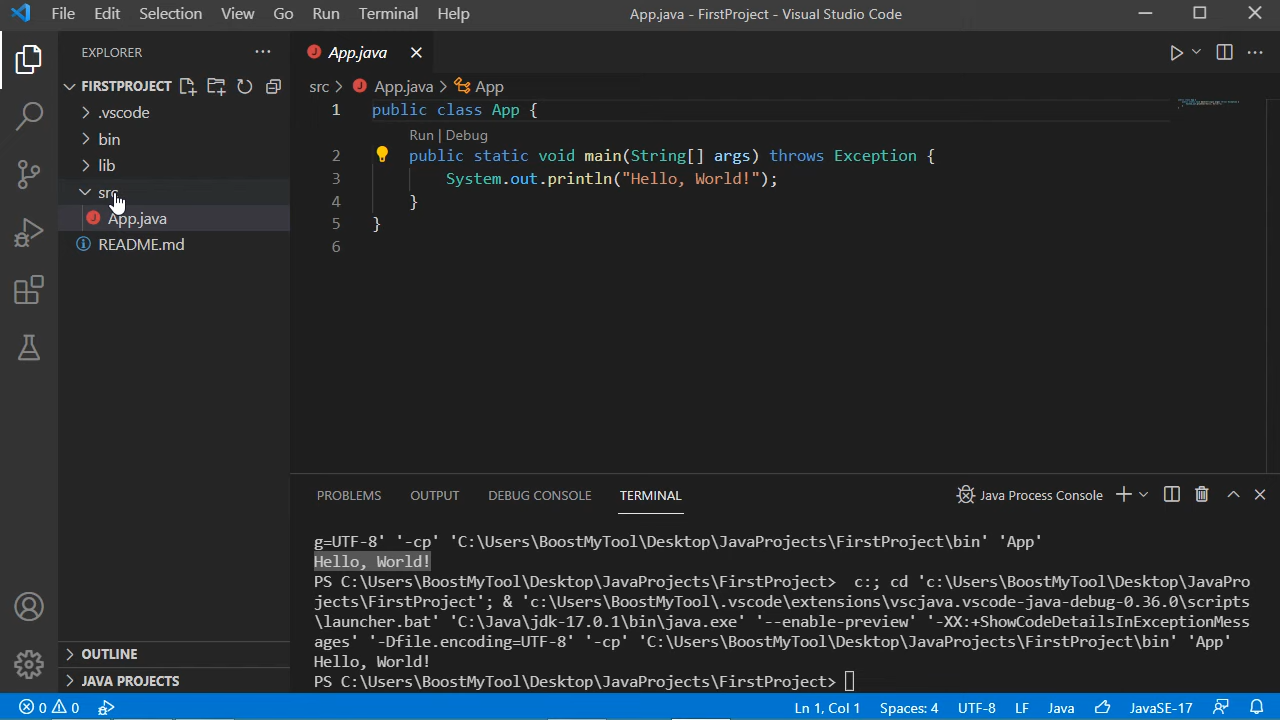 File Edit Selection View Go Run Terminal Help App.java - FirstProject - Visual Studio Code
EXPLORER
FIRSTPROJECT
.vscode
bin
lib
src
App.java
README.md
OUTLINE
JAVA PROJECTS
App.java
src > App.java > App
1 public class App {
Run | Debug
2 public static void main(String[] args) throws Exception {
3 System.out.println("Hello, World!");
4 }
5 }
6
PROBLEMS OUTPUT DEBUG CONSOLE TERMINAL Java Process Console
g=UTF-8' '-cp' 'C:\Users\BoostMyTool\Desktop\JavaProjects\FirstProject\bin' 'App'
Hello, World!
PS C:\Users\BoostMyTool\Desktop\JavaProjects\FirstProject>  c:; cd 'c:\Users\BoostMyTool\Desktop\JavaPro
jects\FirstProject'; & 'c:\Users\BoostMyTool\.vscode\extensions\vscjava.vscode-java-debug-0.36.0\scripts
\launcher.bat' 'C:\Java\jdk-17.0.1\bin\java.exe' '--enable-preview' '-XX:+ShowCodeDetailsInExceptionMess
ages' '-Dfile.encoding=UTF-8' '-cp' 'C:\Users\BoostMyTool\Desktop\JavaProjects\FirstProject\bin' 'App'
Hello, World!
PS C:\Users\BoostMyTool\Desktop\JavaProjects\FirstProject>
0 0 Ln 1, Col 1 Spaces: 4 UTF-8 LF Java JavaSE-17